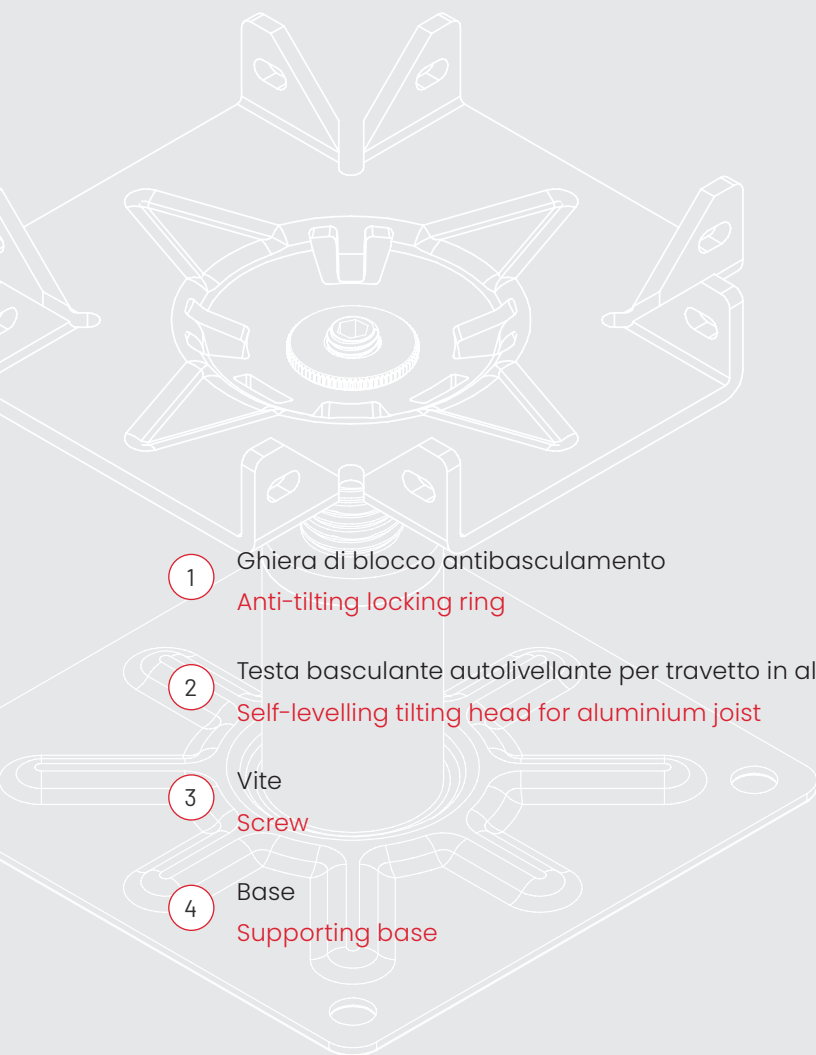 1
Ghiera di blocco antibasculamento
Anti-tilting locking ring
2
Testa basculante autolivellante per travetto in al
Self-levelling tilting head for aluminium joist
3
Vite
Screw
4
Base
Supporting base